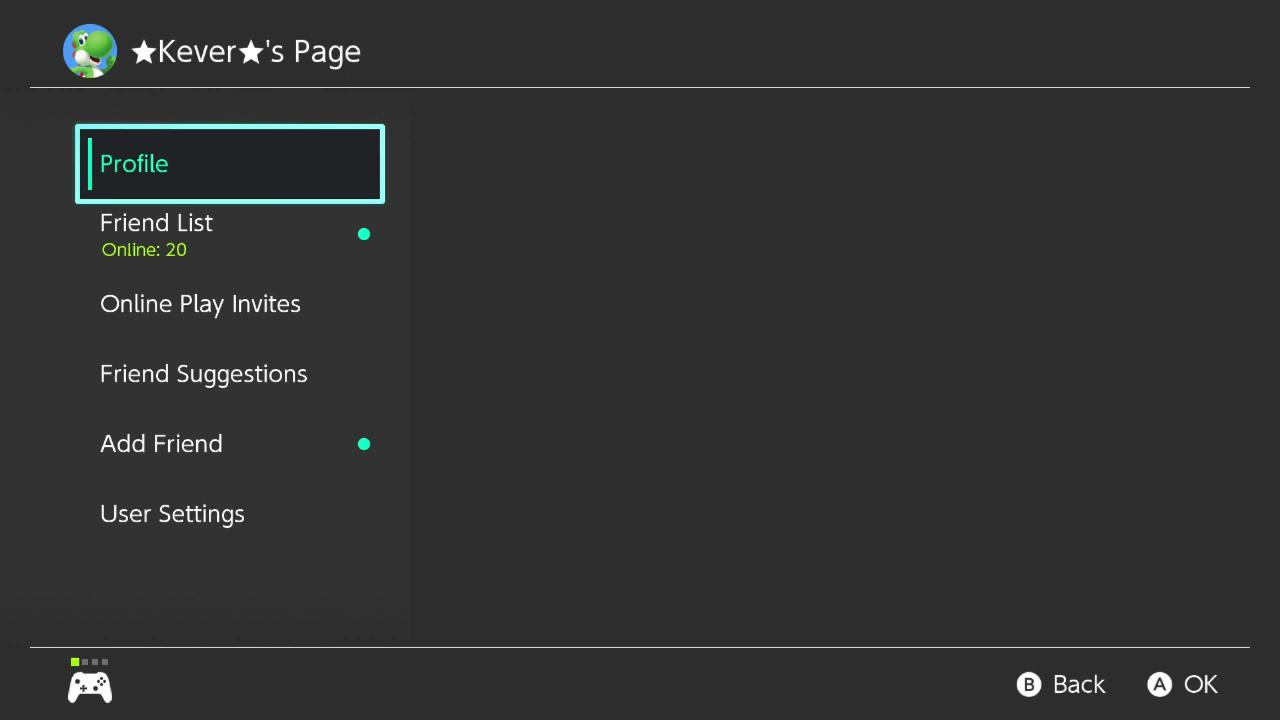 ★Kever★'s Page
Profile
Friend List
Online: 20
Online Play Invites
Friend Suggestions
Add Friend
User Settings
B Back
A OK